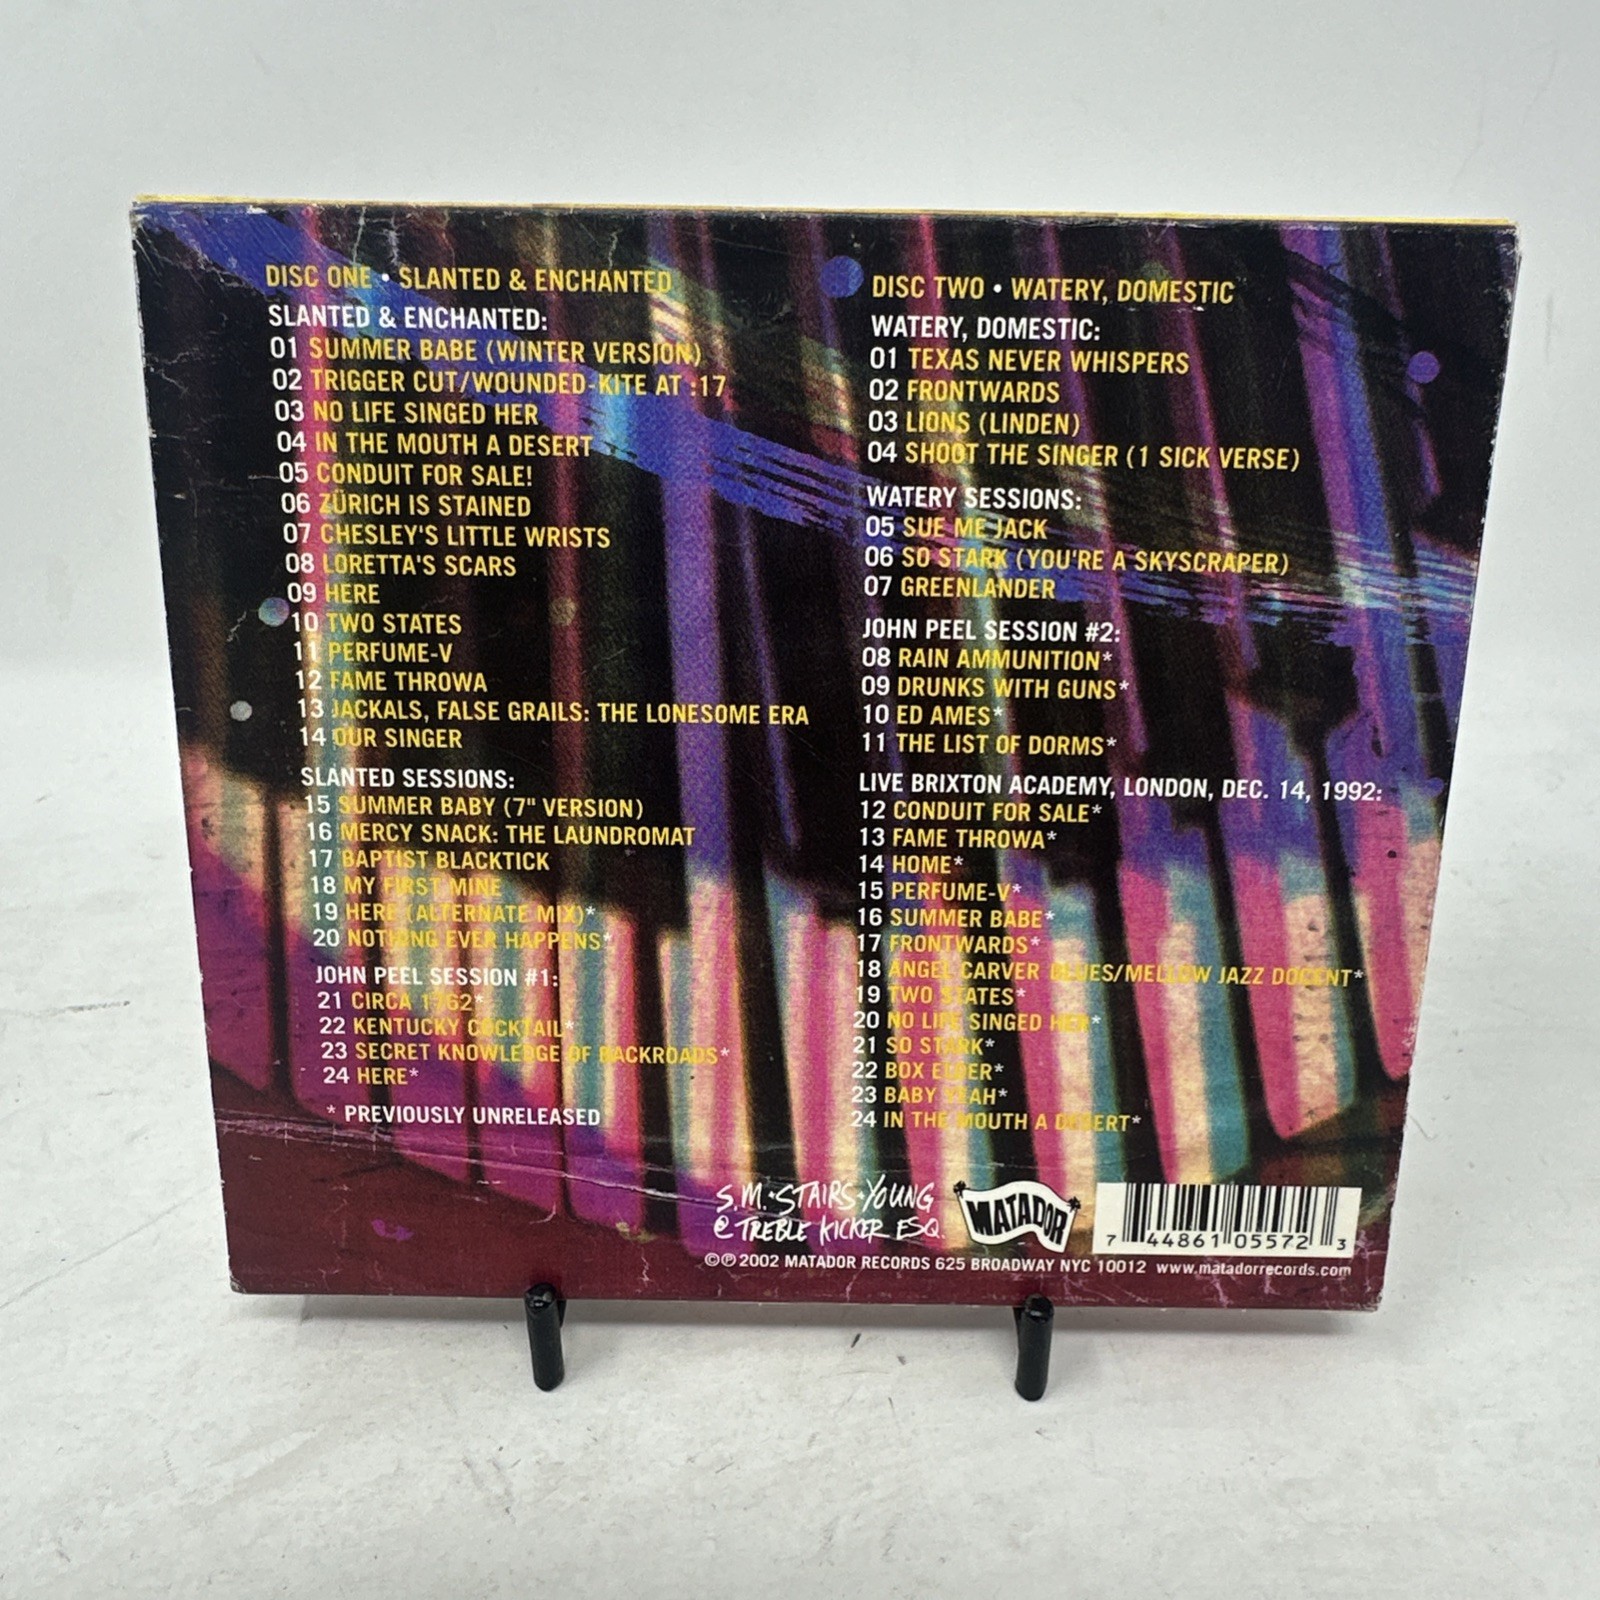 DISC ONE • SLANTED & ENCHANTED
SLANTED & ENCHANTED:
01 SUMMER BABE (WINTER VERSION)
02 TRIGGER CUT/WOUNDED-KITE AT :17
03 NO LIFE SINGED HER
04 IN THE MOUTH A DESERT
05 CONDUIT FOR SALE!
06 ZÜRICH IS STAINED
07 CHESLEY'S LITTLE WRISTS
08 LORETTA'S SCARS
09 HERE
10 TWO STATES
11 PERFUME-V
12 FAME THROWA
13 JACKALS, FALSE GRAILS: THE LONESOME ERA
14 OUR SINGER
SLANTED SESSIONS:
15 SUMMER BABY (7" VERSION)
16 MERCY SNACK: THE LAUNDROMAT
17 BAPTIST BLACKTICK
18 MY FIRST MINE
19 HERE (ALTERNATE MIX)*
20 NOTHING EVER HAPPENS*
JOHN PEEL SESSION #1:
21 CIRCA 1762*
22 KENTUCKY COCKTAIL*
23 SECRET KNOWLEDGE OF BACKROADS*
24 HERE*
* PREVIOUSLY UNRELEASED
DISC TWO • WATERY, DOMESTIC
WATERY, DOMESTIC:
01 TEXAS NEVER WHISPERS
02 FRONTWARDS
03 LIONS (LINDEN)
04 SHOOT THE SINGER (1 SICK VERSE)
WATERY SESSIONS:
05 SUE ME JACK
06 SO STARK (YOU'RE A SKYSCRAPER)
07 GREENLANDER
JOHN PEEL SESSION #2:
08 RAIN AMMUNITION*
09 DRUNKS WITH GUNS*
10 ED AMES*
11 THE LIST OF DORMS*
LIVE BRIXTON ACADEMY, LONDON, DEC. 14, 1992:
12 CONDUIT FOR SALE*
13 FAME THROWA*
14 HOME*
15 PERFUME-V*
16 SUMMER BABE*
17 FRONTWARDS*
18 ANGEL CARVER BLUES/MELLOW JAZZ DOCENT*
19 TWO STATES*
20 NO LIFE SINGED HER*
21 SO STARK*
22 BOX ELDER*
23 BABY YEAH*
24 IN THE MOUTH A DESERT*
S.M. • STAIRS • YOUNG
@ TREBLE KICKER ESQ.
MATADOR
7 44861 05572 3
©℗ 2002 MATADOR RECORDS 625 BROADWAY NYC 10012 www.matadorrecords.com